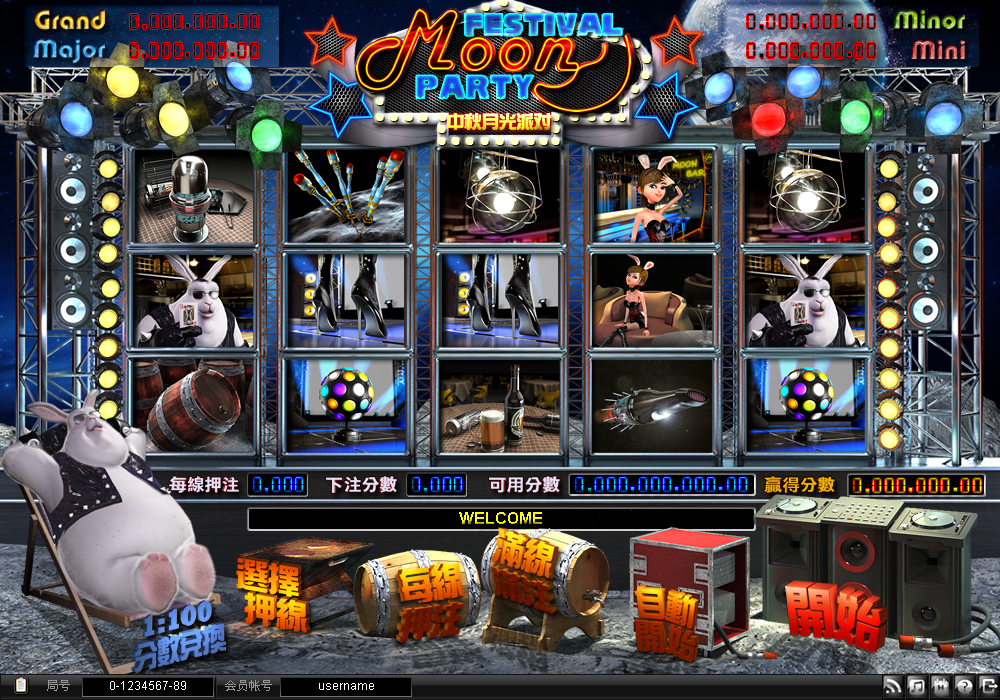 Grand 0,000.000.00
Major 0,000.000.00
FESTIVAL
Moon
PARTY
中秋月光派对
0,000.000.00 Minor
0,000.000.00 Mini
MOON
BAR
每線押注 0.000 下注分數 0.000 可用分數 0.000.000.000.00 贏得分數 0.000.000.00
WELCOME
選擇
押線
每線
押注
滿線
押注
自動
開始
開始
1:100
分數兌換
局号 0-1234567-89 会员帐号 username